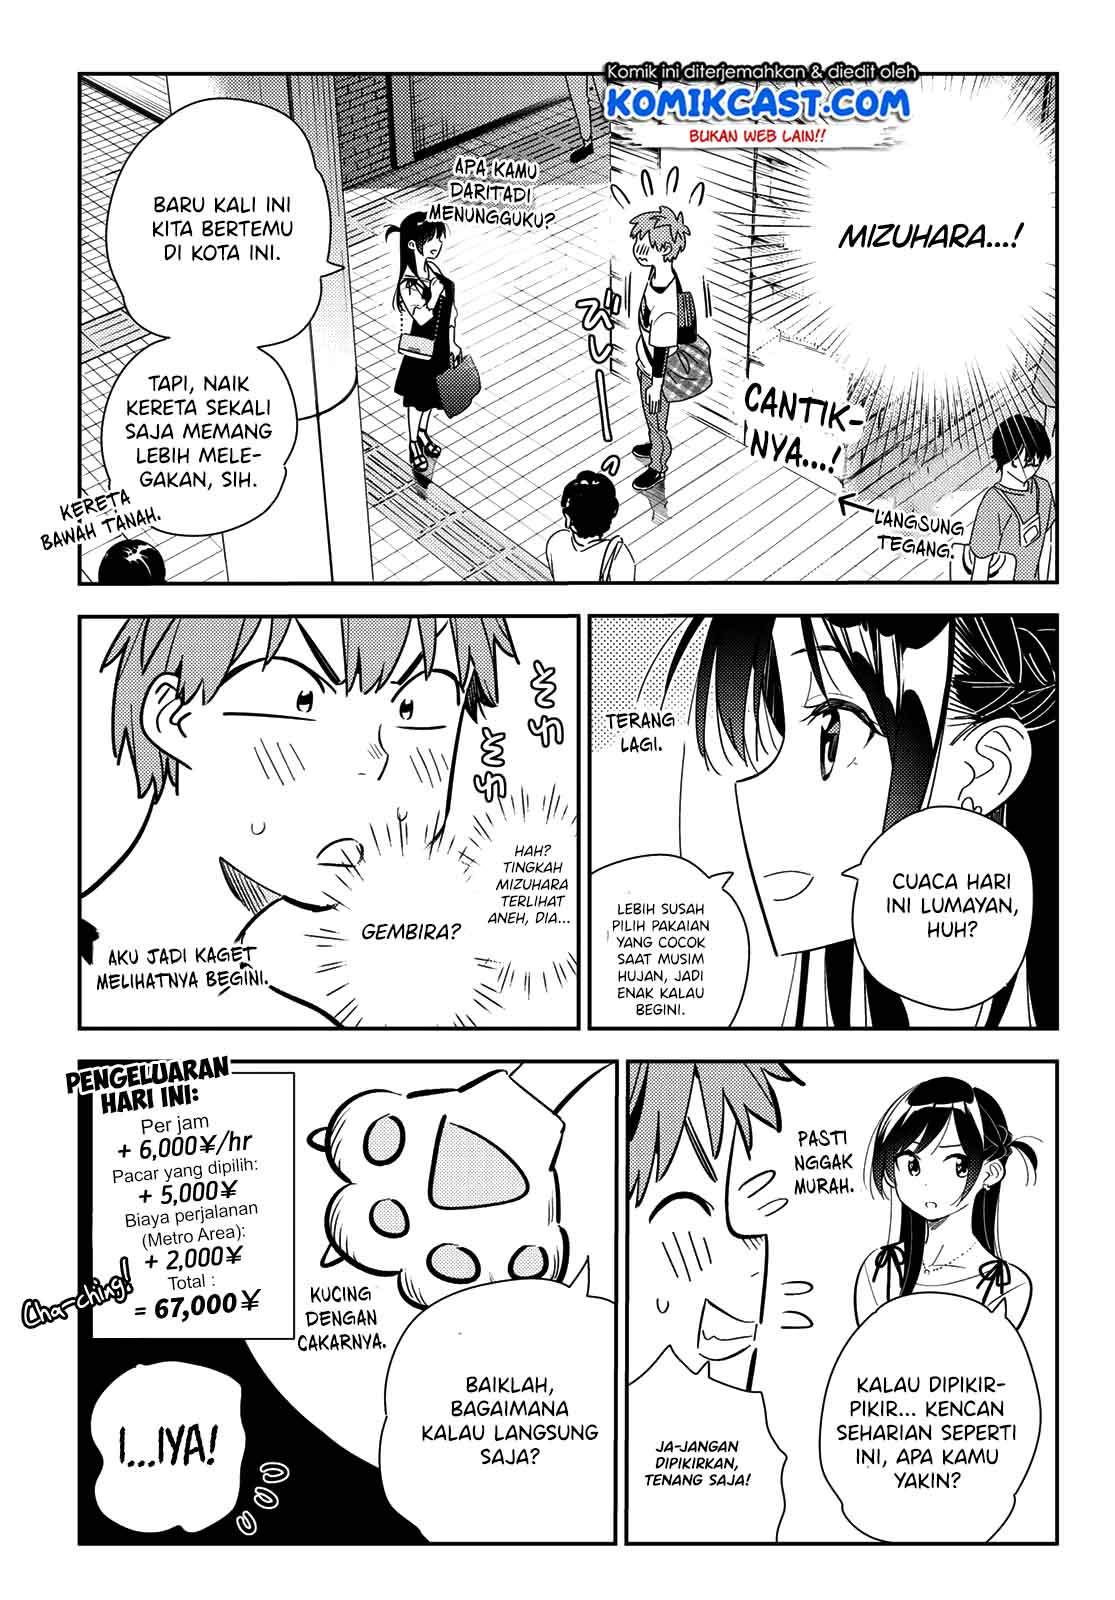 Komik ini diterjemahkan & diedit oleh
KOMIKCAST.COM
BUKAN WEB LAIN!!
MIZUHARA...!
APA KAMU
DARITADI
MENUNGGUKU?
BARU KALI INI
KITA BERTEMU
DI KOTA INI.
TAPI, NAIK
KERETA SEKALI
SAJA MEMANG
LEBIH MELE-
GAKAN, SIH.
KERETA
BAWAH TANAH.
びしーっ
CANTIK-
NYA...!
LANGSUNG
TEGANG.
TERANG
LAGI.
CUACA HARI
INI LUMAYAN,
HUH?
LEBIH SUSAH
PILIH PAKAIAN
YANG COCOK
SAAT MUSIM
HUJAN, JADI
ENAK KALAU
BEGINI.
HAH?
TINGKAH
MIZUHARA
TERLIHAT
ANEH, DIA...
GEMBIRA?
AKU JADI KAGET
MELIHATNYA BEGINI.
PASTI
NGGAK
MURAH.
KALAU DIPIKIR-
PIKIR... KENCAN
SEHARIAN SEPERTI
INI, APA KAMU
YAKIN?
JA-JANGAN
DIPIKIRKAN,
TENANG SAJA!
PENGELUARAN
HARI INI:
Per jam
+ 6,000¥/hr
Pacar yang dipilih:
+ 5,000¥
Biaya perjalanan
(Metro Area):
+ 2,000¥
Total :
= 67,000¥
Cha-ching!
KUCING
DENGAN
CAKARNYA.
BAIKLAH,
BAGAIMANA
KALAU LANGSUNG
SAJA?
I...IYA!